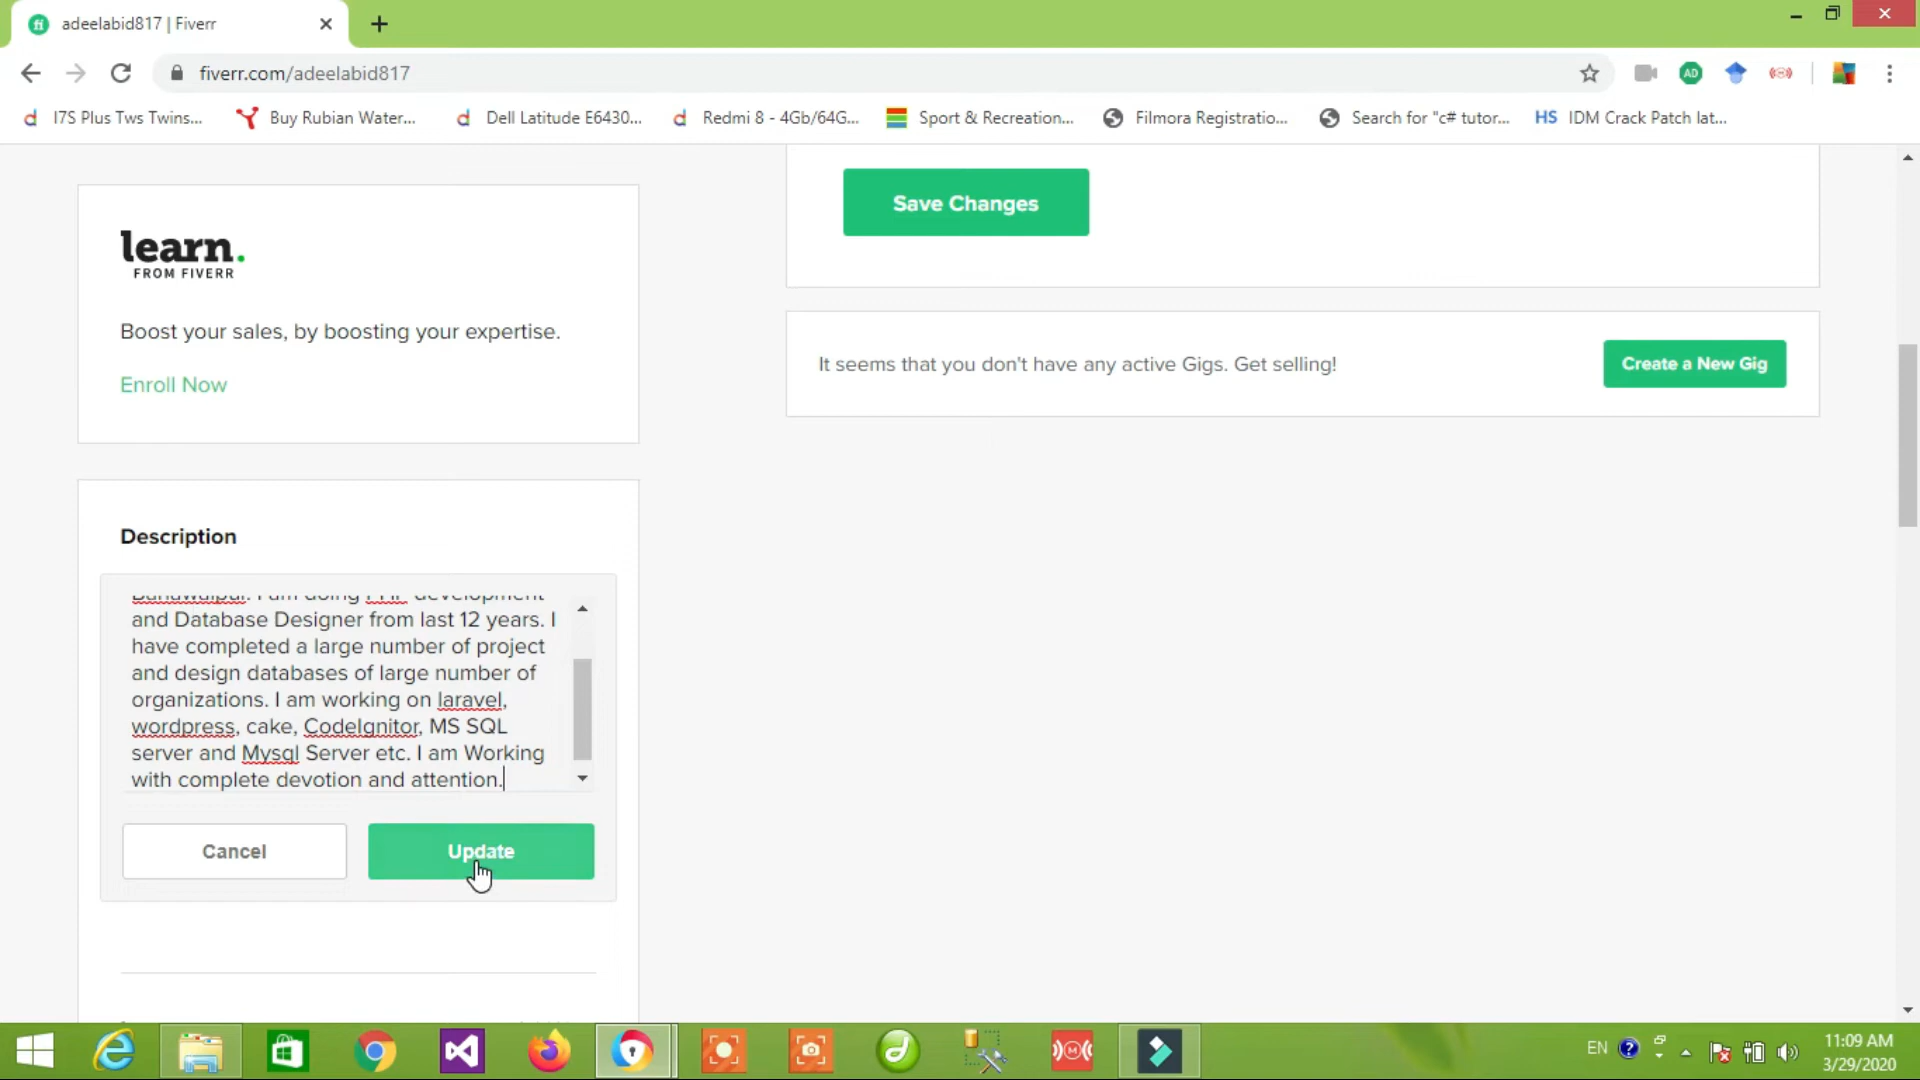 adeelabid817 | Fiverr
fiverr.com/adeelabid817
I7S Plus Tws Twins...
Buy Rubian Water...
Dell Latitude E6430...
Redmi 8 - 4Gb/64G...
Sport & Recreation...
Filmora Registratio...
Search for "c# tutor...
HS IDM Crack Patch lat...
Save Changes
learn.
FROM FIVERR
Boost your sales, by boosting your expertise.
Enroll Now
It seems that you don't have any active Gigs. Get selling!
Create a New Gig
Description
Bahawalpur. I am doing PHP development
and Database Designer from last 12 years. I
have completed a large number of project
and design databases of large number of
organizations. I am working on laravel,
wordpress, cake, CodeIgnitor, MS SQL
server and Mysql Server etc. I am Working
with complete devotion and attention.
Cancel
Update
EN
11:09 AM
3/29/2020